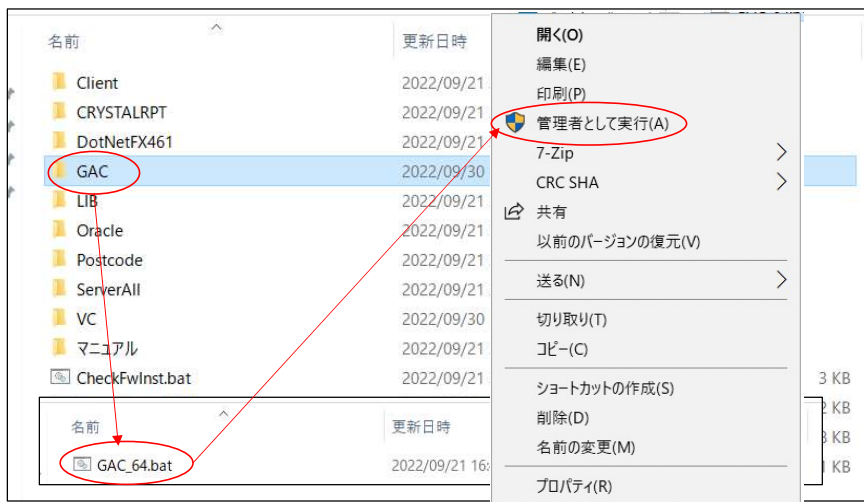 名前 更新日時
Client 2022/09/21
CRYSTALRPT 2022/09/21
DotNetFX461 2022/09/21
GAC 2022/09/30
LIB 2022/09/21
Oracle 2022/09/21
Postcode 2022/09/21
ServerAll 2022/09/21
VC 2022/09/30
マニュアル 2022/09/21
CheckFwInst.bat 2022/09/21 3 KB
2 KB
KB
KB
名前 更新日時
GAC_64.bat 2022/09/21 16:
開く(O)
編集(E)
印刷(P)
管理者として実行(A)
7-Zip
CRC SHA
共有
以前のバージョンの復元(V)
送る(N)
切り取り(T)
コピー(C)
ショートカットの作成(S)
削除(D)
名前の変更(M)
プロパティ(R)